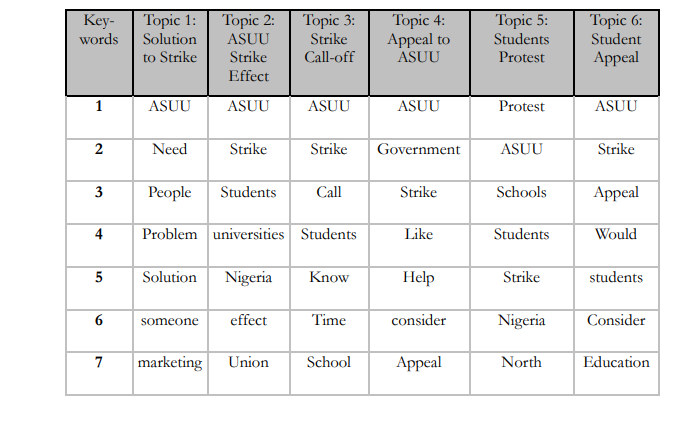 Key-words Topic 1: Solution to Strike Topic 2: ASUU Strike Effect Topic 3: Strike Call-off Topic 4: Appeal to ASUU Topic 5: Students Protest Topic 6: Student Appeal
1 ASUU ASUU ASUU ASUU Protest ASUU
2 Need Strike Strike Government ASUU Strike
3 People Students Call Strike Schools Appeal
4 Problem universities Students Like Students Would
5 Solution Nigeria Know Help Strike students
6 someone effect Time consider Nigeria Consider
7 marketing Union School Appeal North Education